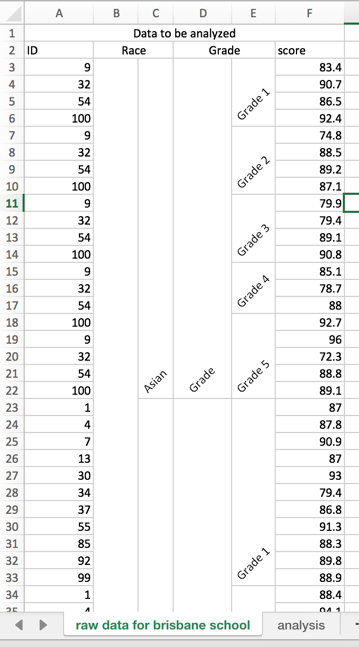 A B C D E F
1 Data to be analyzed
2 ID Race Grade score
3 9 83.4
4 32 90.7
5 54 Grade 1 86.5
6 100 92.4
7 9 74.8
8 32 88.5
9 54 Grade 2 89.2
10 100 87.1
11 9 79.9
12 32 79.4
13 54 Grade 3 89.1
14 100 90.8
15 9 85.1
16 32 Grade 4 78.7
17 54 88
18 100 92.7
19 9 96
20 32 72.3
21 54 Asian Grade Grade 5 88.8
22 100 89.1
23 1 87
24 4 87.8
25 7 90.9
26 13 87
27 30 93
28 34 79.4
29 37 86.8
30 55 91.3
31 85 88.3
32 92 Grade 1 89.8
33 99 88.9
34 1 88.4
35 4 94.1
raw data for brisbane school analysis